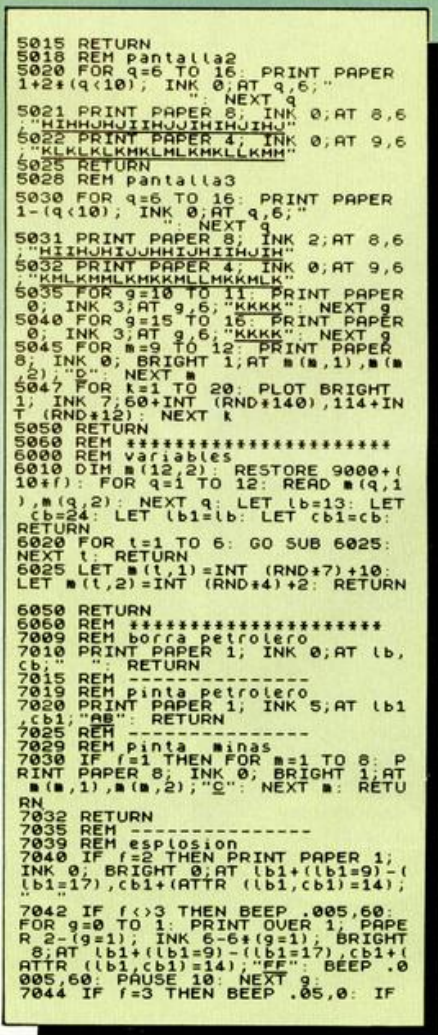 5015 RETURN
5018 REM pantalla2
5020 FOR q=6 TO 16: PRINT PAPER
1+2*(q<10); INK 0;AT q,6;"
": NEXT q
5021 PRINT PAPER 8; INK 0;AT 8,6
;"HIHHJHJIIHJJIHIHJIHJ"
5022 PRINT PAPER 4; INK 0;AT 9,6
;"KLKLKLKMKLMLKMKLLKMM"
5025 RETURN
5028 REM pantalla3
5030 FOR q=6 TO 16: PRINT PAPER
1-(q<10); INK 0;AT q,6;"
": NEXT q
5031 PRINT PAPER 8; INK 2;AT 8,6
;"HIIHJHIJJHHIJHIIHJIH"
5032 PRINT PAPER 4; INK 0;AT 9,6
;"KMLKMMLKMKKMLLMKKMLK"
5035 FOR g=10 TO 11: PRINT PAPER
0; INK 3;AT g,6;"KKKK": NEXT g
5040 FOR g=15 TO 16: PRINT PAPER
0; INK 3;AT g,6;"KKKK": NEXT g
5045 FOR m=9 TO 12: PRINT PAPER
8; INK 0; BRIGHT 1;AT m(m,1),m(m
,2);"D": NEXT m
5047 FOR k=1 TO 20: PLOT BRIGHT
1; INK 7;60+INT (RND*140),114+IN
T (RND*12): NEXT k
5050 RETURN
5060 REM **********************
6000 REM variables
6010 DIM m(12,2): RESTORE 9000+(
10*f): FOR q=1 TO 12: READ m(q,1
),m(q,2): NEXT q: LET lb=13: LET
cb=24: LET lb1=lb: LET cb1=cb:
RETURN
6020 FOR t=1 TO 6: GO SUB 6025:
NEXT t: RETURN
6025 LET m(t,1)=INT (RND*7)+10:
LET m(t,2)=INT (RND*4)+2: RETURN
6050 RETURN
6060 REM *********************
7009 REM borra petrolero
7010 PRINT PAPER 1; INK 0;AT lb,
cb;"  ": RETURN
7015 REM ----------------
7019 REM pinta petrolero
7020 PRINT PAPER 1; INK 5;AT lb1
,cb1;"AB": RETURN
7025 REM ----------------
7029 REM pinta  minas
7030 IF f=1 THEN FOR m=1 TO 8: P
RINT PAPER 8; INK 0; BRIGHT 1;AT
m(m,1),m(m,2);"C": NEXT m: RETU
RN
7032 RETURN
7035 REM ----------------
7039 REM esplosion
7040 IF f=2 THEN PRINT PAPER 1;
INK 0; BRIGHT 0;AT lb1+(lb1=9)-(
lb1=17),cb1+(ATTR (lb1,cb1)=14);
"  "
7042 IF f<>3 THEN BEEP .005,60:
FOR g=0 TO 1: PRINT OVER 1; PAPE
R 2-(g=1); INK 6-6*(g=1); BRIGHT
8;AT lb1+(lb1=9)-(lb1=17),cb1+(
ATTR (lb1,cb1)=14);"FF": BEEP .0
005,60: PAUSE 10: NEXT g
7044 IF f=3 THEN BEEP .05,0: IF